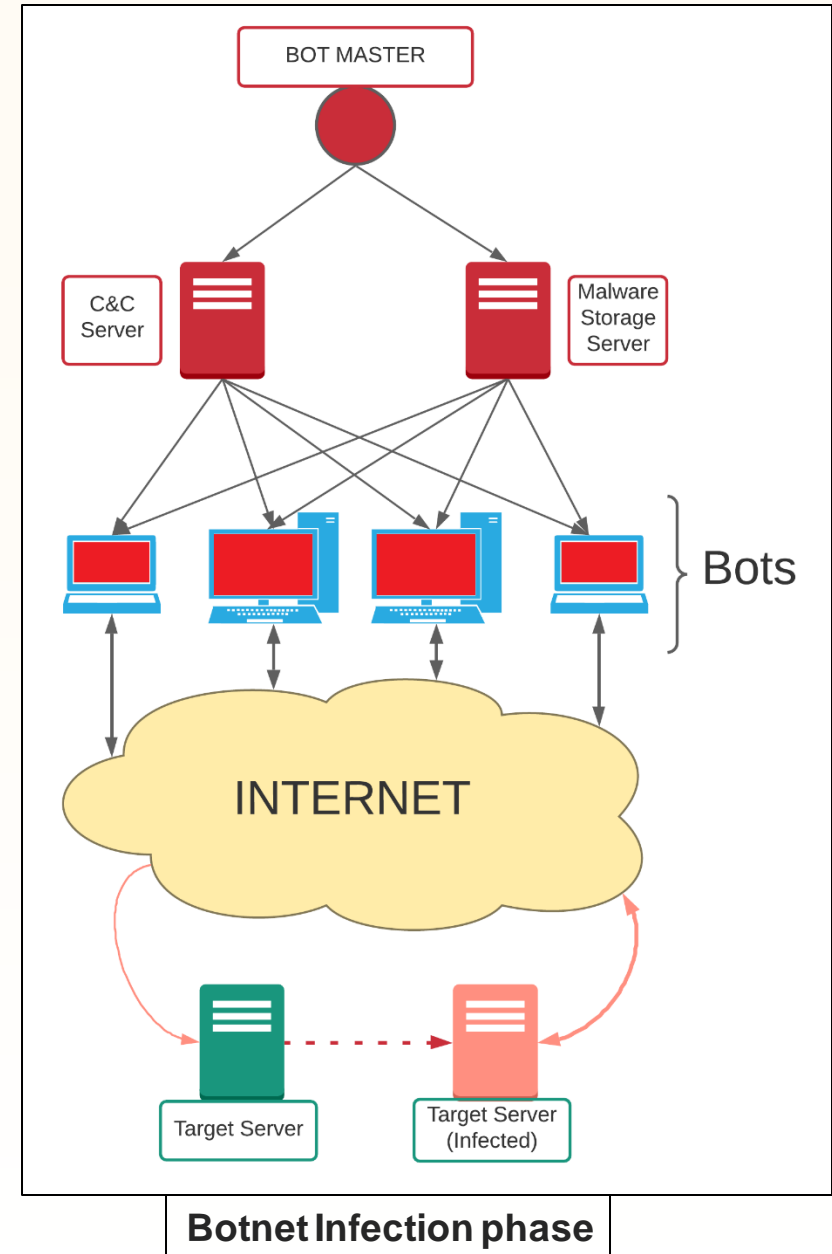 BOT MASTER
C&C
Server
Malware
Storage
Server
Bots
INTERNET
Target Server
Target Server
(Infected)
Botnet Infection phase